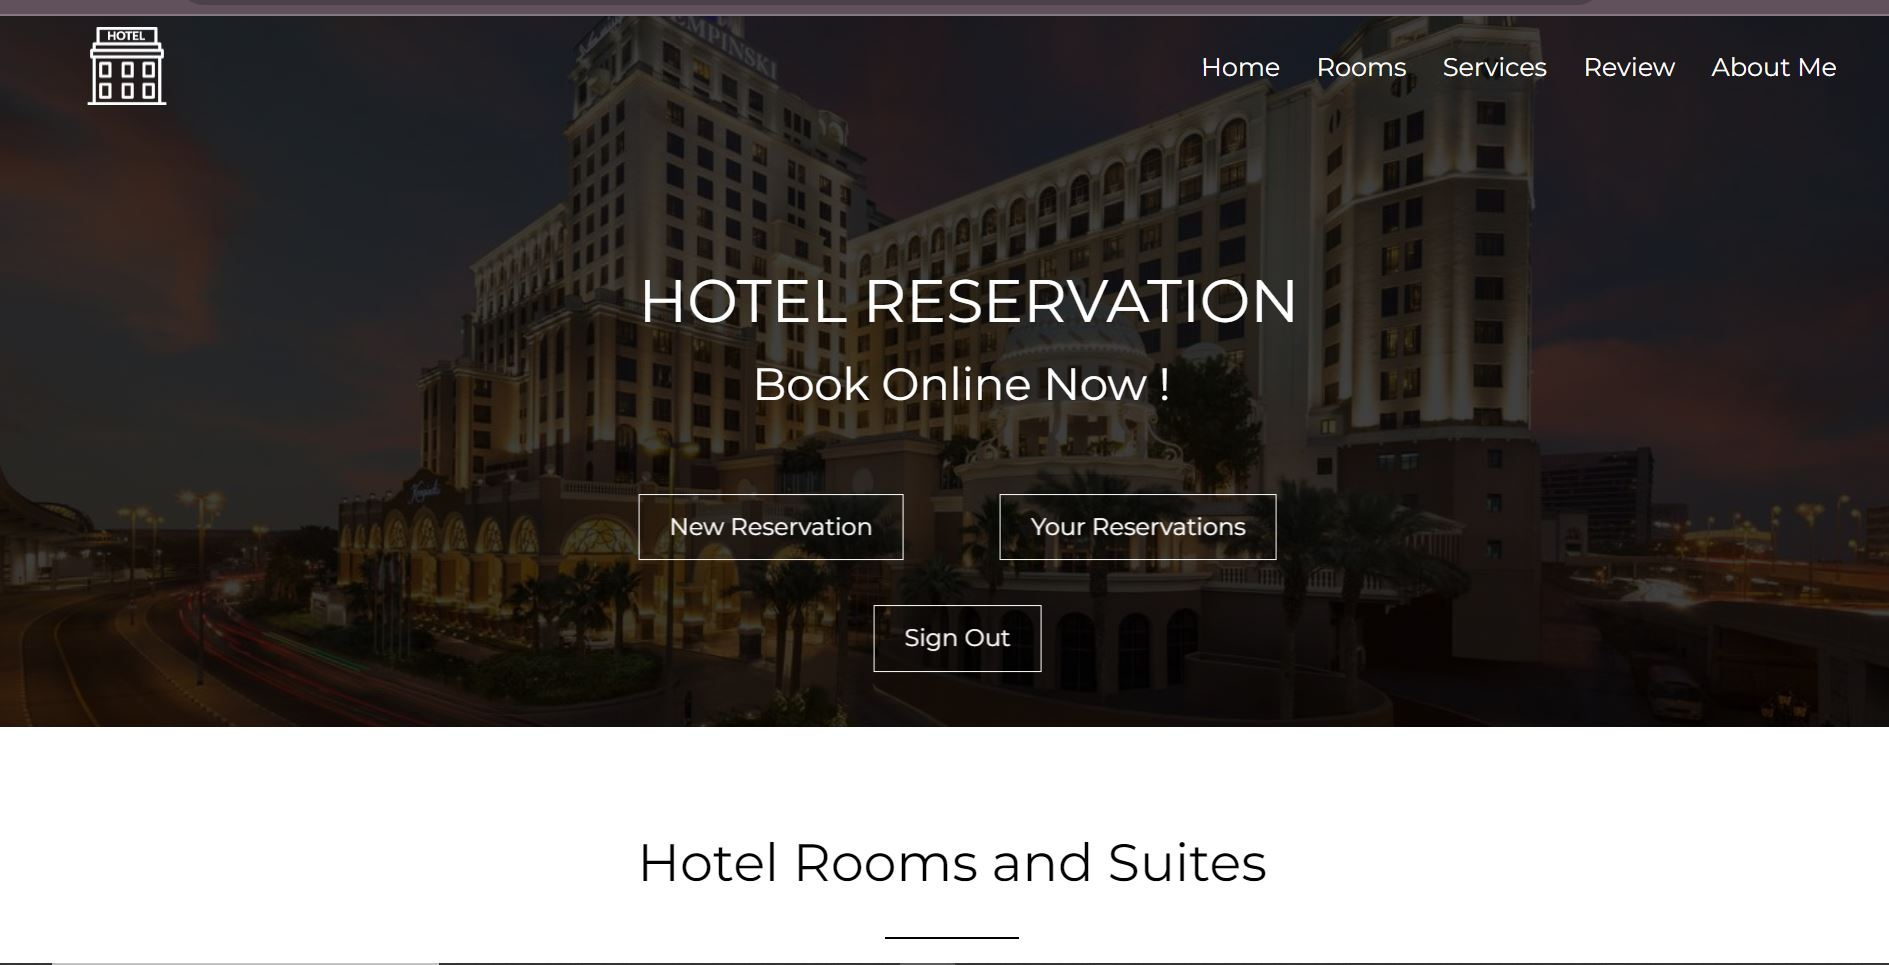 HOTEL
Home Rooms Services Review About Me
HOTEL RESERVATION
Book Online Now !
New Reservation Your Reservations
Sign Out
Hotel Rooms and Suites